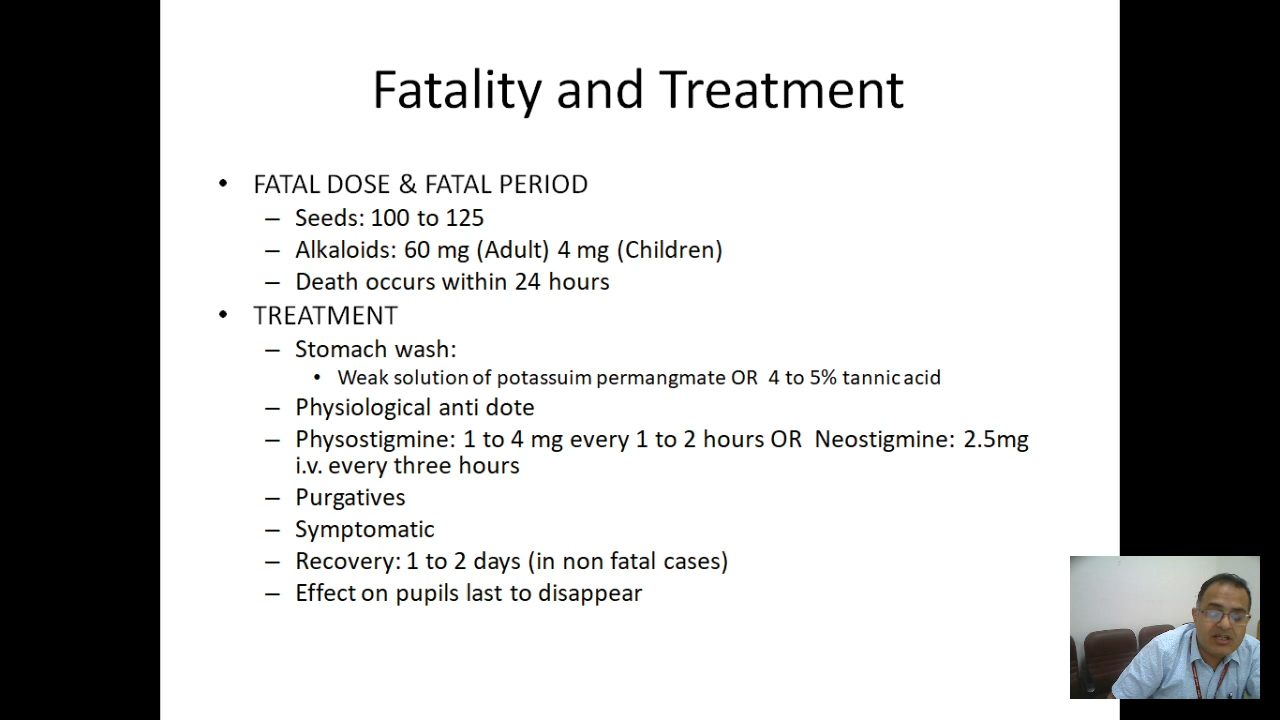 Fatality and Treatment
• FATAL DOSE & FATAL PERIOD
– Seeds: 100 to 125
– Alkaloids: 60 mg (Adult) 4 mg (Children)
– Death occurs within 24 hours
• TREATMENT
– Stomach wash:
• Weak solution of potassuim permangmate OR 4 to 5% tannic acid
– Physiological anti dote
– Physostigmine: 1 to 4 mg every 1 to 2 hours OR Neostigmine: 2.5mg
i.v. every three hours
– Purgatives
– Symptomatic
– Recovery: 1 to 2 days (in non fatal cases)
– Effect on pupils last to disappear